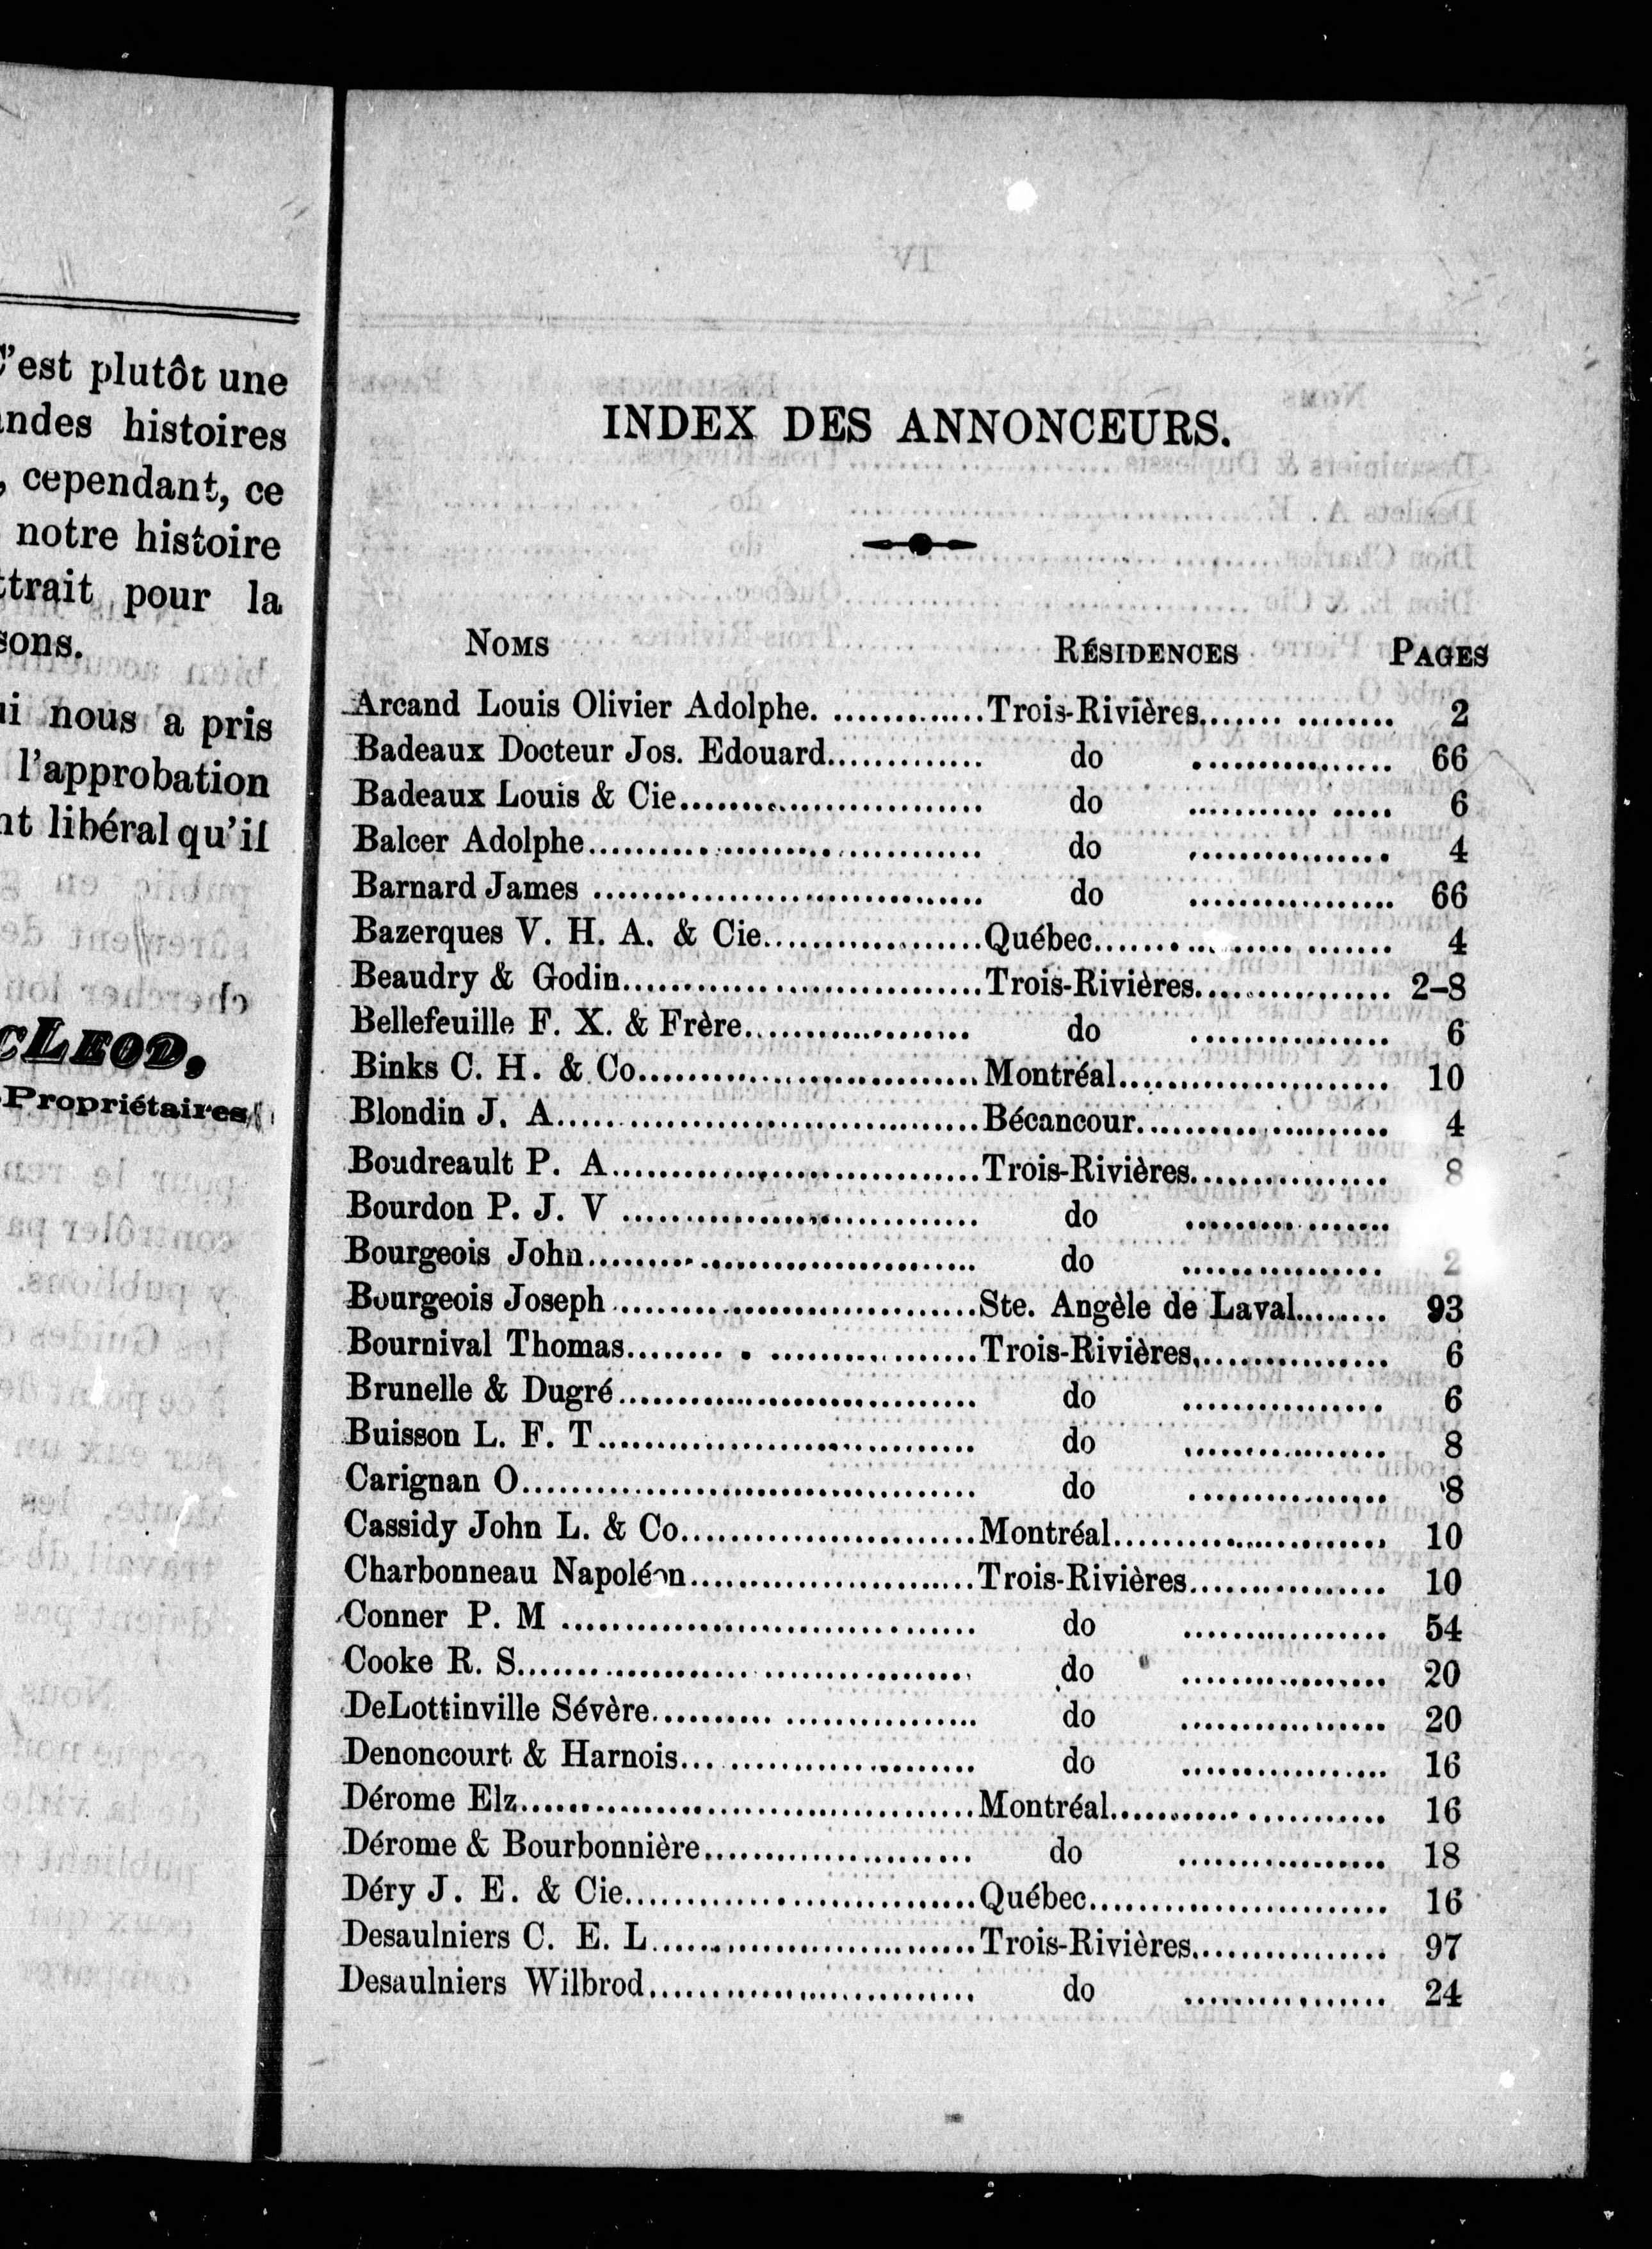 C'est plutôt une
histoires
, cependant, ce
notre histoire
pour la
nous a pris
l'approbation
libéral qu'il
Propriétaires
INDEX DES ANNONCEURS.
NOMS RÉSIDENCES PAGES
Arcand Louis Olivier Adolphe. ............Trois-Rivières....... ........ 2
Badeaux Docteur Jos. Edouard............. do ................ 66
Badeaux Louis & Cie........................ do ........... ..... 6
Balcer Adolphe................................ do ................ 4
Barnard James ................................ do ................ 66
Bazerques V. H. A. & Cie..................Québec....................... 4
Beaudry & Godin.............................Trois-Rivières................ 2–8
Bellefeuille F. X. & Frère.................. do ................ 6
Binks C. H. & Co............................Montréal...................... 10
Blondin J. A..................................Bécancour.................... 4
Boudreault P. A..............................Trois-Rivières................ 8
Bourdon P. J. V ............................. do ................
Bourgeois John............................... do ................ 2
Bourgeois Joseph.............................Ste. Angèle de Laval........ 93
Bournival Thomas........ . .................Trois-Rivières................ 6
Brunelle & Dugré............................. do ................ 6
Buisson L. F. T............................... do ................ 8
Carignan O.................................... do ................ 8
Cassidy John L. & Co........................Montréal...................... 10
Charbonneau Napoléon.......................Trois-Rivières................ 10
Conner P. M .................................. do ................ 54
Cooke R. S..................................... do ................ 20
DeLottinville Sévère.......... ................ do ................ 20
Denoncourt & Harnois... .................... do ................ 16
Dérome Elz....................................Montréal...................... 16
Dérome & Bourbonnière...................... do ................ 18
Déry J. E. & Cie.............................Québec........................ 16
Desaulniers C. E. L..........................Trois-Rivières................ 97
Desaulniers Wilbrod........................... do ................ 24